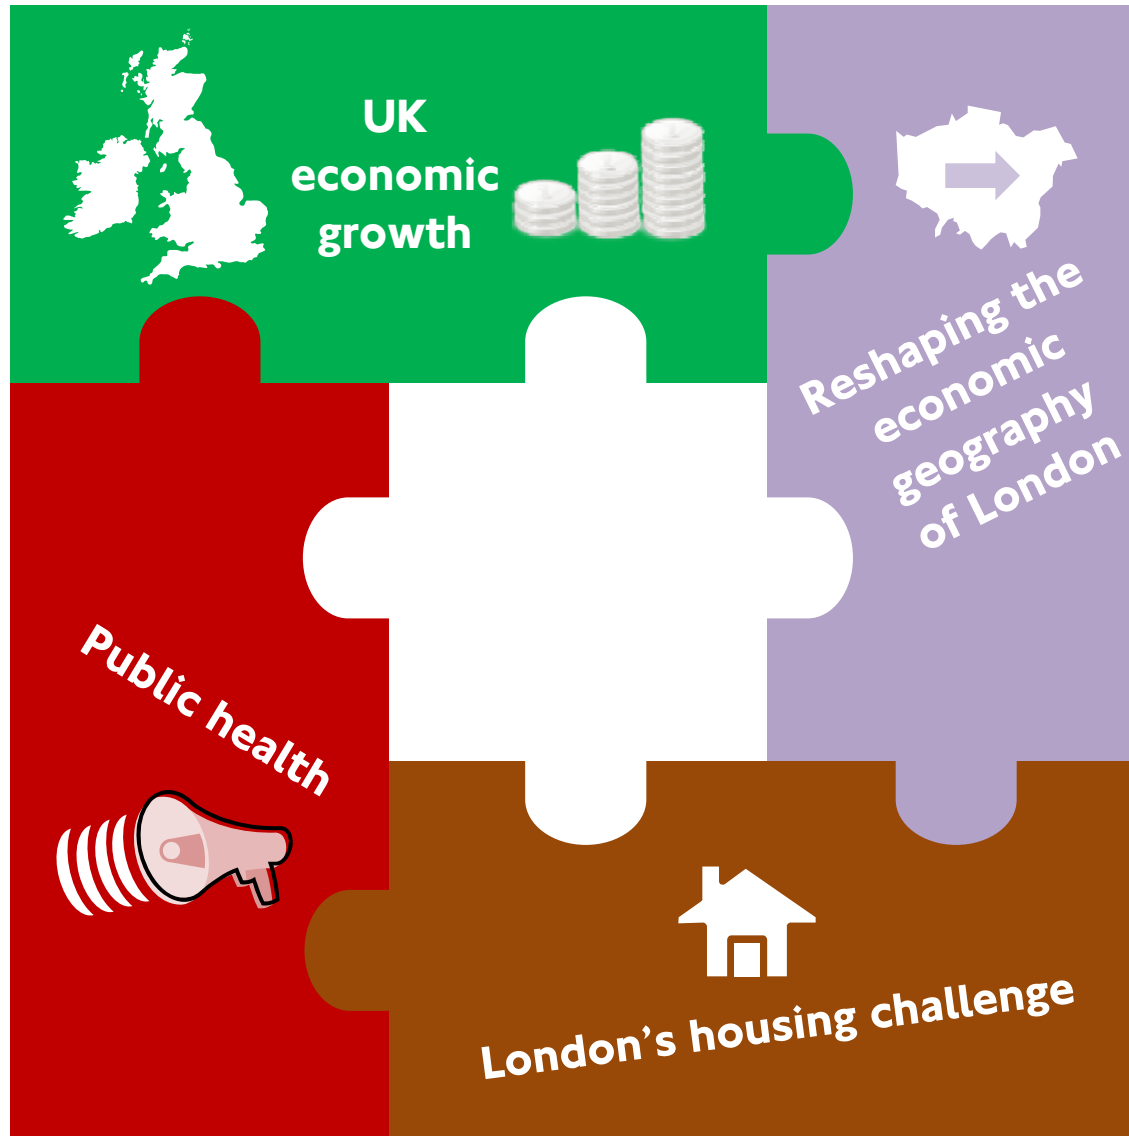 UK
economic
growth
Reshaping the
economic
geography
of London
Public health
London’s housing challenge